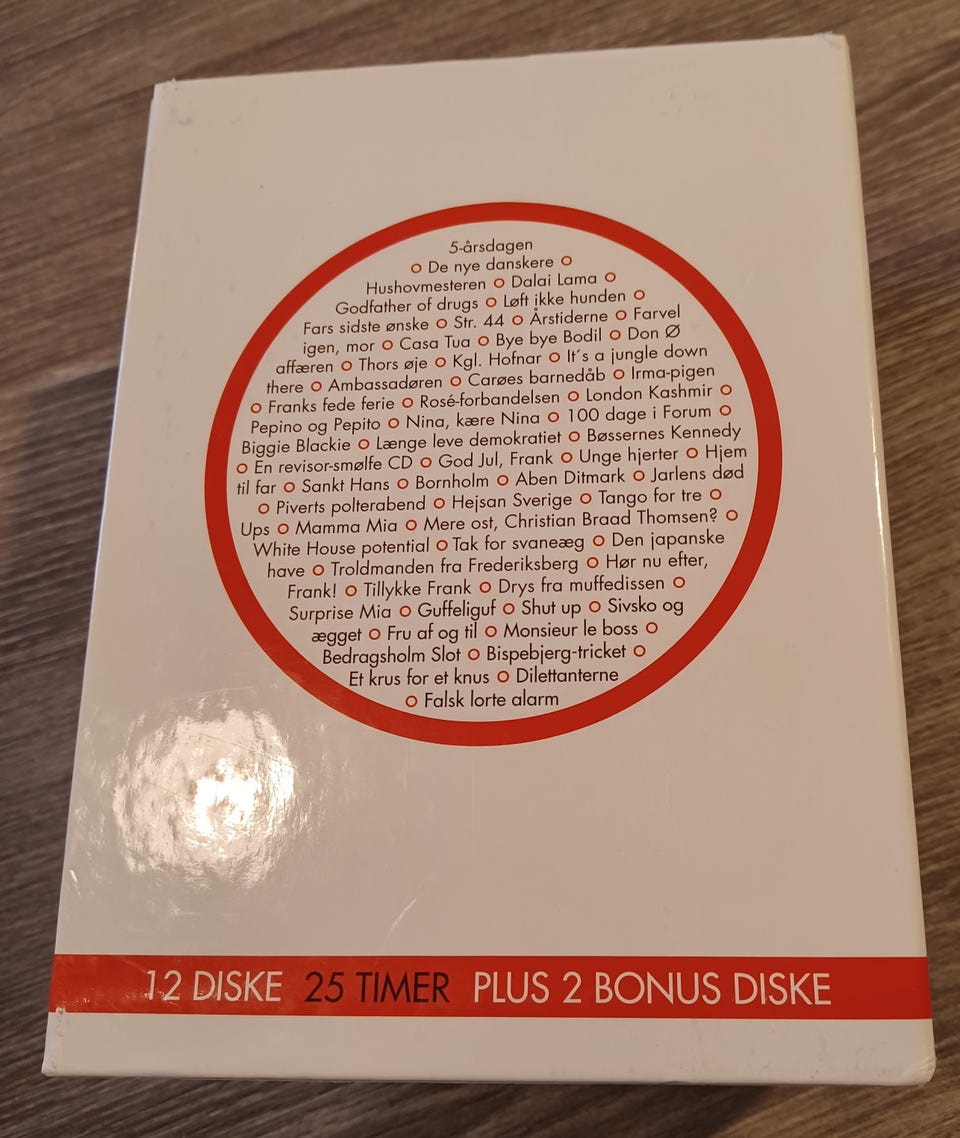 5-årsdagen
o De nye danskere o
Hushovmesteren o Dalai Lama o
Godfather of drugs o Løft ikke hunden o
Fars sidste ønske o Str. 44 o Årstiderne o Farvel
igen, mor o Casa Tua o Bye bye Bodil o Don Ø
affæren o Thors øje o Kgl. Hofnar o It´s a jungle down
there o Ambassadøren o Carøes barnedåb o Irma-pigen
o Franks fede ferie o Rosé-forbandelsen o London Kashmir o
Pepino og Pepito o Nina, kære Nina o 100 dage i Forum o
Biggie Blackie o Længe leve demokratiet o Bøssernes Kennedy
o En revisor-smølfe CD o God Jul, Frank o Unge hjerter o Hjem
til far o Sankt Hans o Bornholm o Aben Ditmark o Jarlens død
o Piverts polterabend o Hejsan Sverige o Tango for tre o
Ups o Mamma Mia o Mere ost, Christian Braad Thomsen? o
White House potential o Tak for svaneæg o Den japanske
have o Troldmanden fra Frederiksberg o Hør nu efter,
Frank! o Tillykke Frank o Drys fra muffedissen o
Surprise Mia o Guffeliguf o Shut up o Sivsko og
ægget o Fru af og til o Monsieur le boss o
Bedragsholm Slot o Bispebjerg-tricket o
Et krus for et knus o Dilettanterne
o Falsk lorte alarm
12 DISKE 25 TIMER PLUS 2 BONUS DISKE